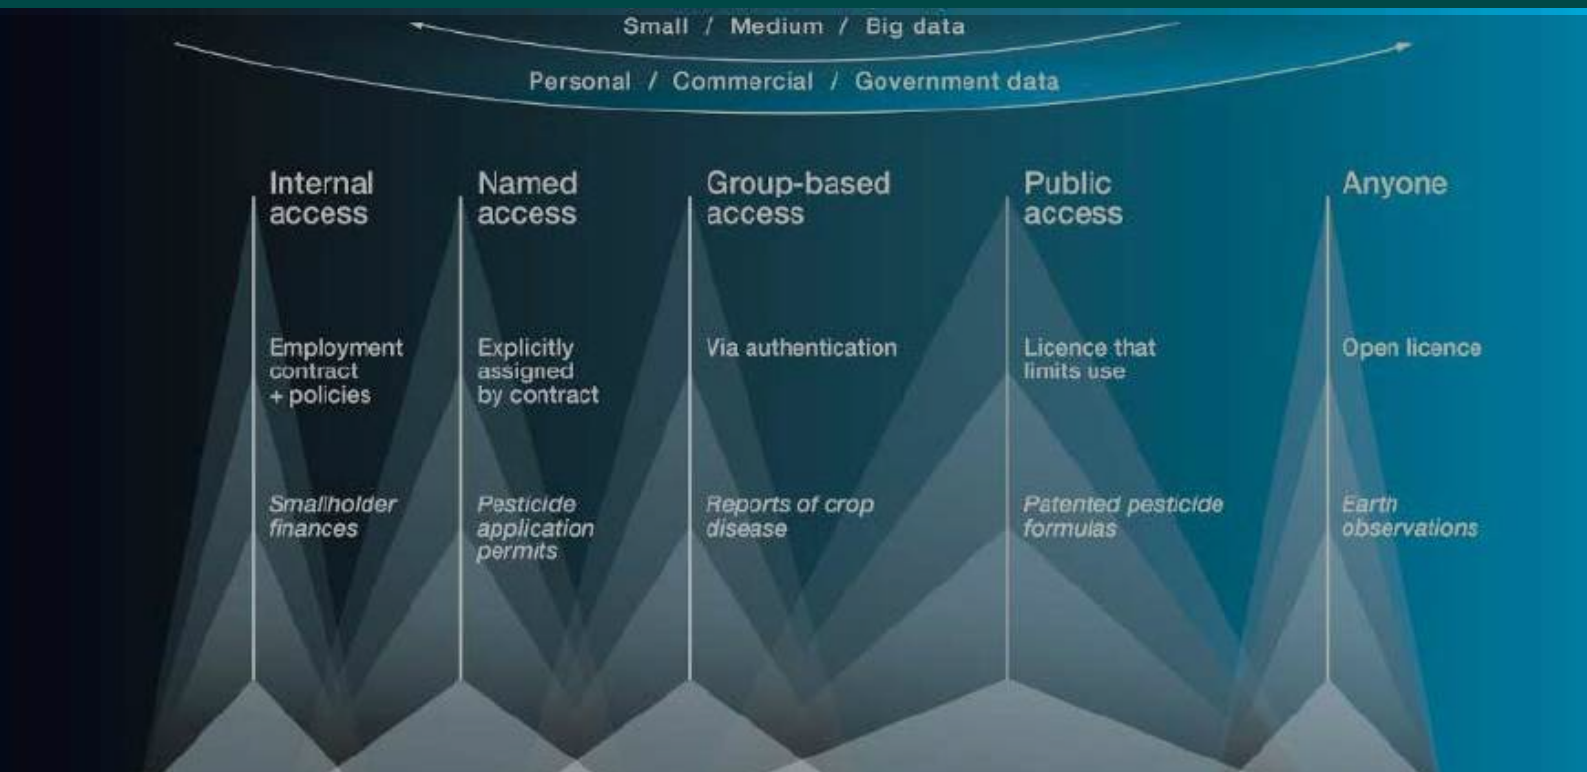 Small / Medium / Big data
Personal / Commercial / Government data
Internal
access
Named
access
Group-based
access
Public
access
Anyone
Employment
contract
+ policies
Explicitly
assigned
by contract
Via authentication
Licence that
limits use
Open licence
Smallholder
finances
Pesticide
application
permits
Reports of crop
disease
Patented pesticide
formulas
Earth
observations